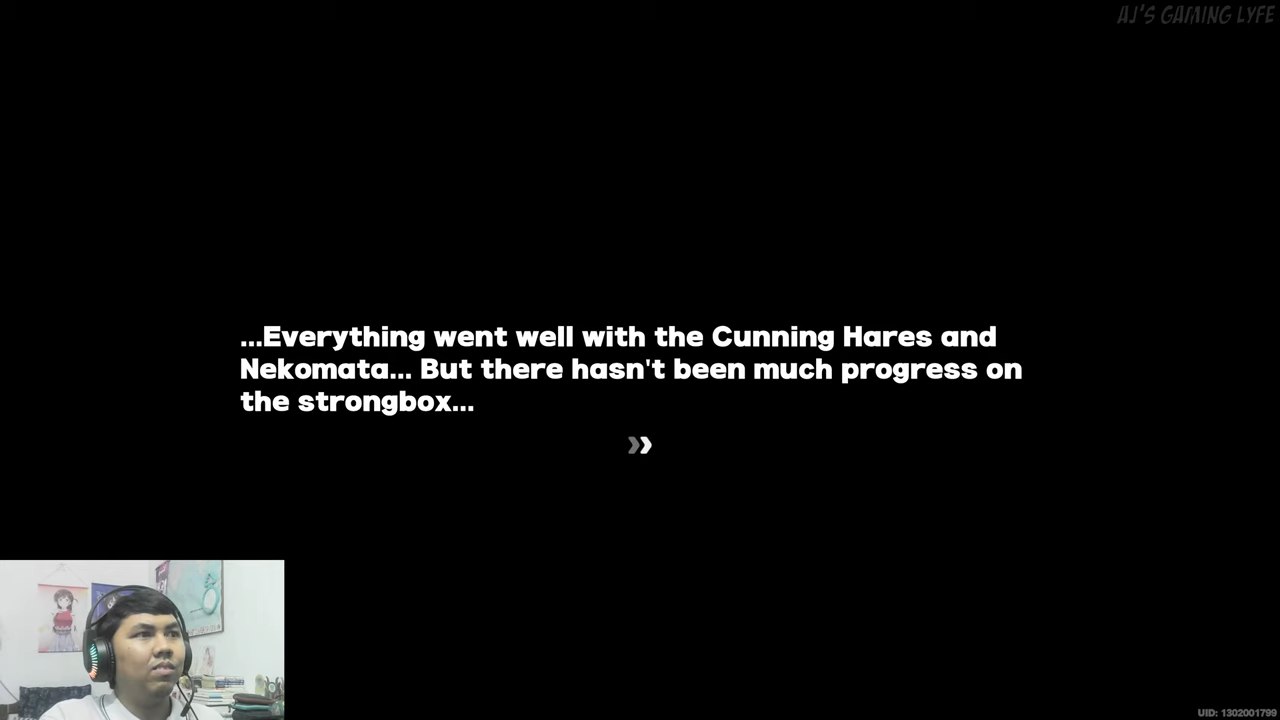 AJ'S GAMING LYFE
...Everything went well with the Cunning Hares and
Nekomata... But there hasn't been much progress on
the strongbox...
UID: 1302001799